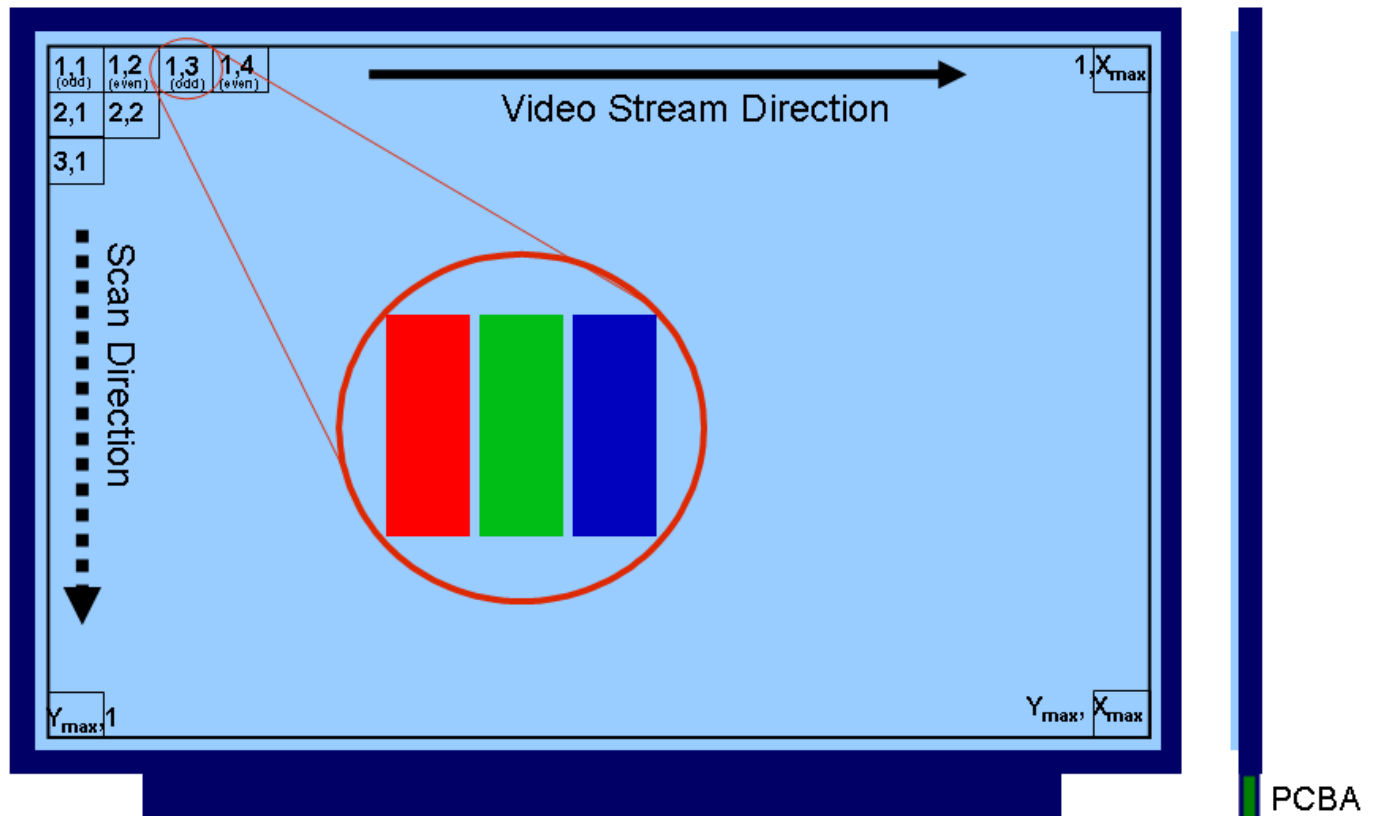 1,1 1,2 1,3 1,4 1,Xmax
(odd) (even) (odd) (even)
Video Stream Direction
2,1 2,2
3,1
Scan Direction
Ymax,1 Ymax, Xmax
PCBA